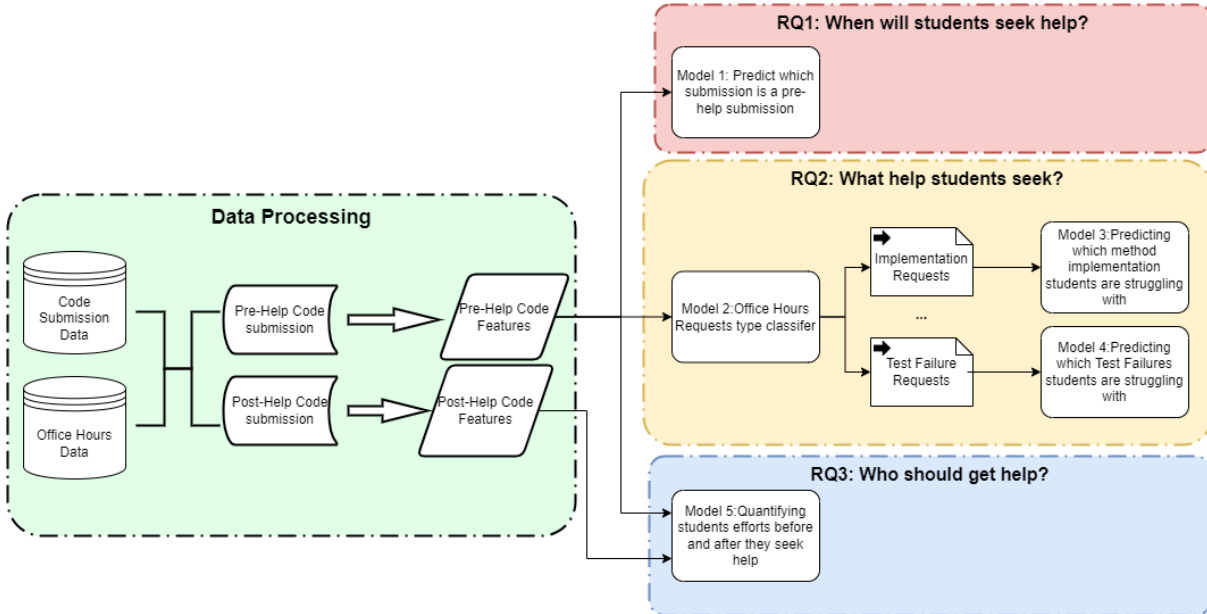 Data Processing
Code
Submission
Data
Office Hours
Data
Pre-Help Code
submission
Post-Help Code
submission
Pre-Help Code
Features
Post-Help Code
Features
RQ1: When will students seek help?
Model 1: Predict which
submission is a pre-
help submission
RQ2: What help students seek?
Model 2:Office Hours
Requests type classifer
Implementation
Requests
...
Test Failure
Requests
Model 3:Predicting
which method
implementation
students are struggling
with
Model 4:Predicting
which Test Failures
students are struggling
with
RQ3: Who should get help?
Model 5:Quantifying
students efforts before
and after they seek
help